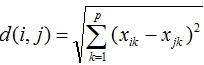 d(i, j) = √(∑_{k=1}^{p} (x_{ik} − x_{jk})²)